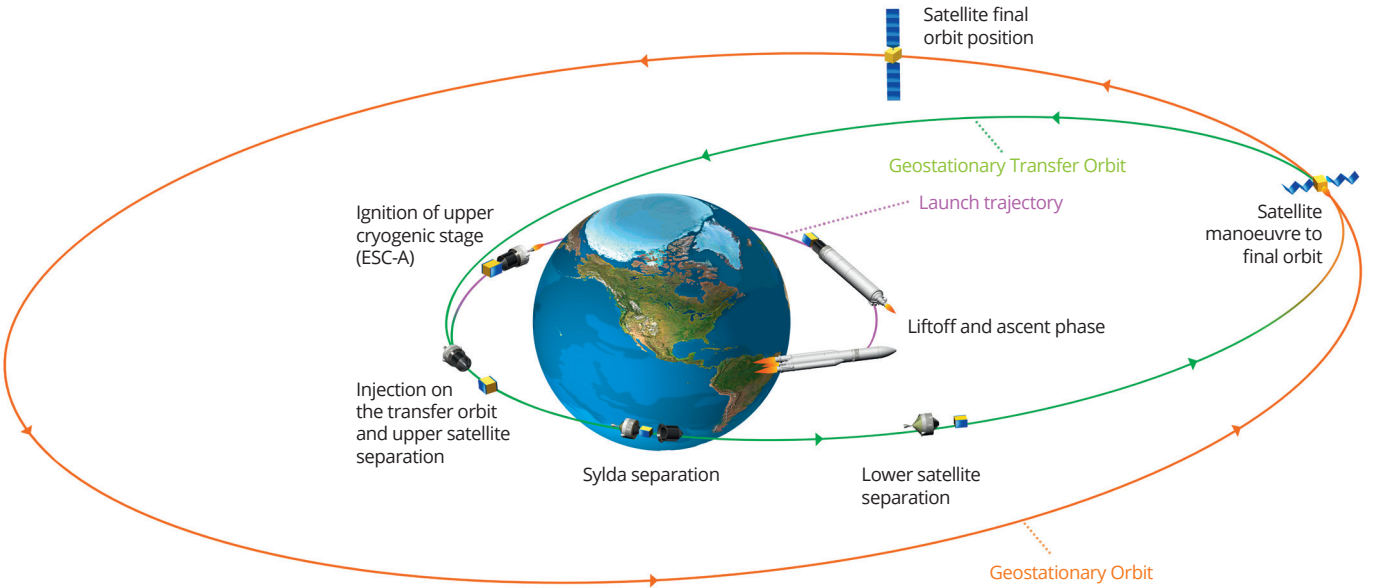 Satellite final
orbit position
Geostationary Transfer Orbit
Launch trajectory
Ignition of upper
cryogenic stage
(ESC-A)
Satellite
manoeuvre to
final orbit
Liftoff and ascent phase
Injection on
the transfer orbit
and upper satellite
separation
Sylda separation
Lower satellite
separation
Geostationary Orbit